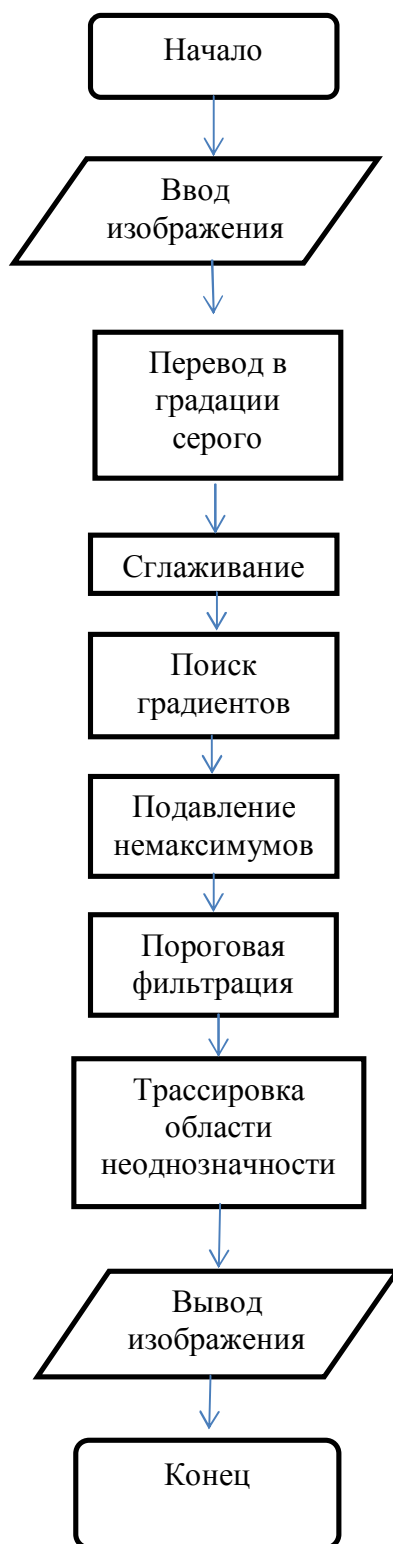 Начало
Ввод
изображения
Перевод в
градации
серого
Сглаживание
Поиск
градиентов
Подавление
немаксимумов
Пороговая
фильтрация
Трассировка
области
неоднозначности
Вывод
изображения
Конец